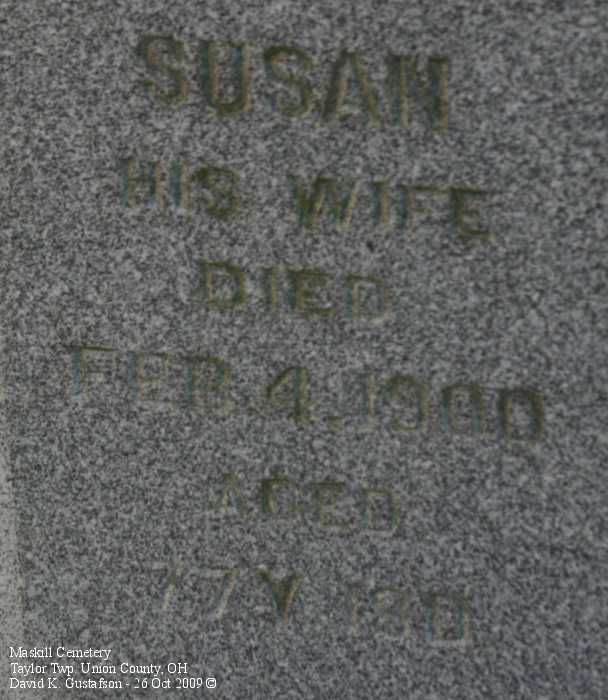 SUSAN
HIS WIFE
DIED
FEB. 4. 1900
AGED
77 Y
Maskill Cemetery
Taylor Twp. Union County, OH
David K. Gustafson - 26 Oct 2009 ©